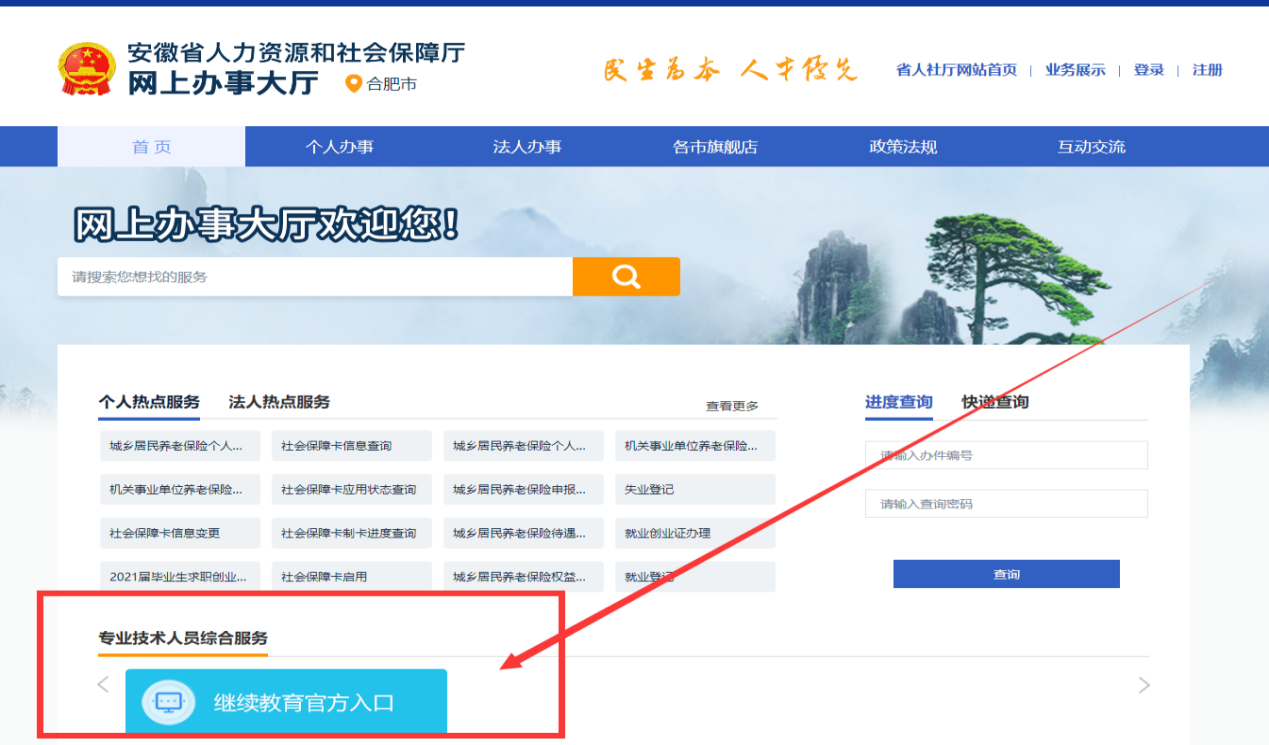 安徽省人力资源和社会保障厅
网上办事大厅 合肥市
民生为本 人才优先
省人社厅网站首页 | 业务展示 | 登录 | 注册
首页 个人办事 法人办事 各市旗舰店 政策法规 互动交流
网上办事大厅欢迎您!
请搜索您想找的服务
个人热点服务 法人热点服务 查看更多
城乡居民养老保险个人... 社会保障卡信息查询 城乡居民养老保险个人... 机关事业单位养老保险...
机关事业单位养老保险... 社会保障卡应用状态查询 城乡居民养老保险申报... 失业登记
社会保障卡信息变更 社会保障卡制卡进度查询 城乡居民养老保险待遇... 就业创业证办理
2021届毕业生求职创业... 社会保障卡启用 城乡居民养老保险权益... 就业登记
进度查询 快递查询
请输入办件编号
请输入查询密码
查询
专业技术人员综合服务
继续教育官方入口